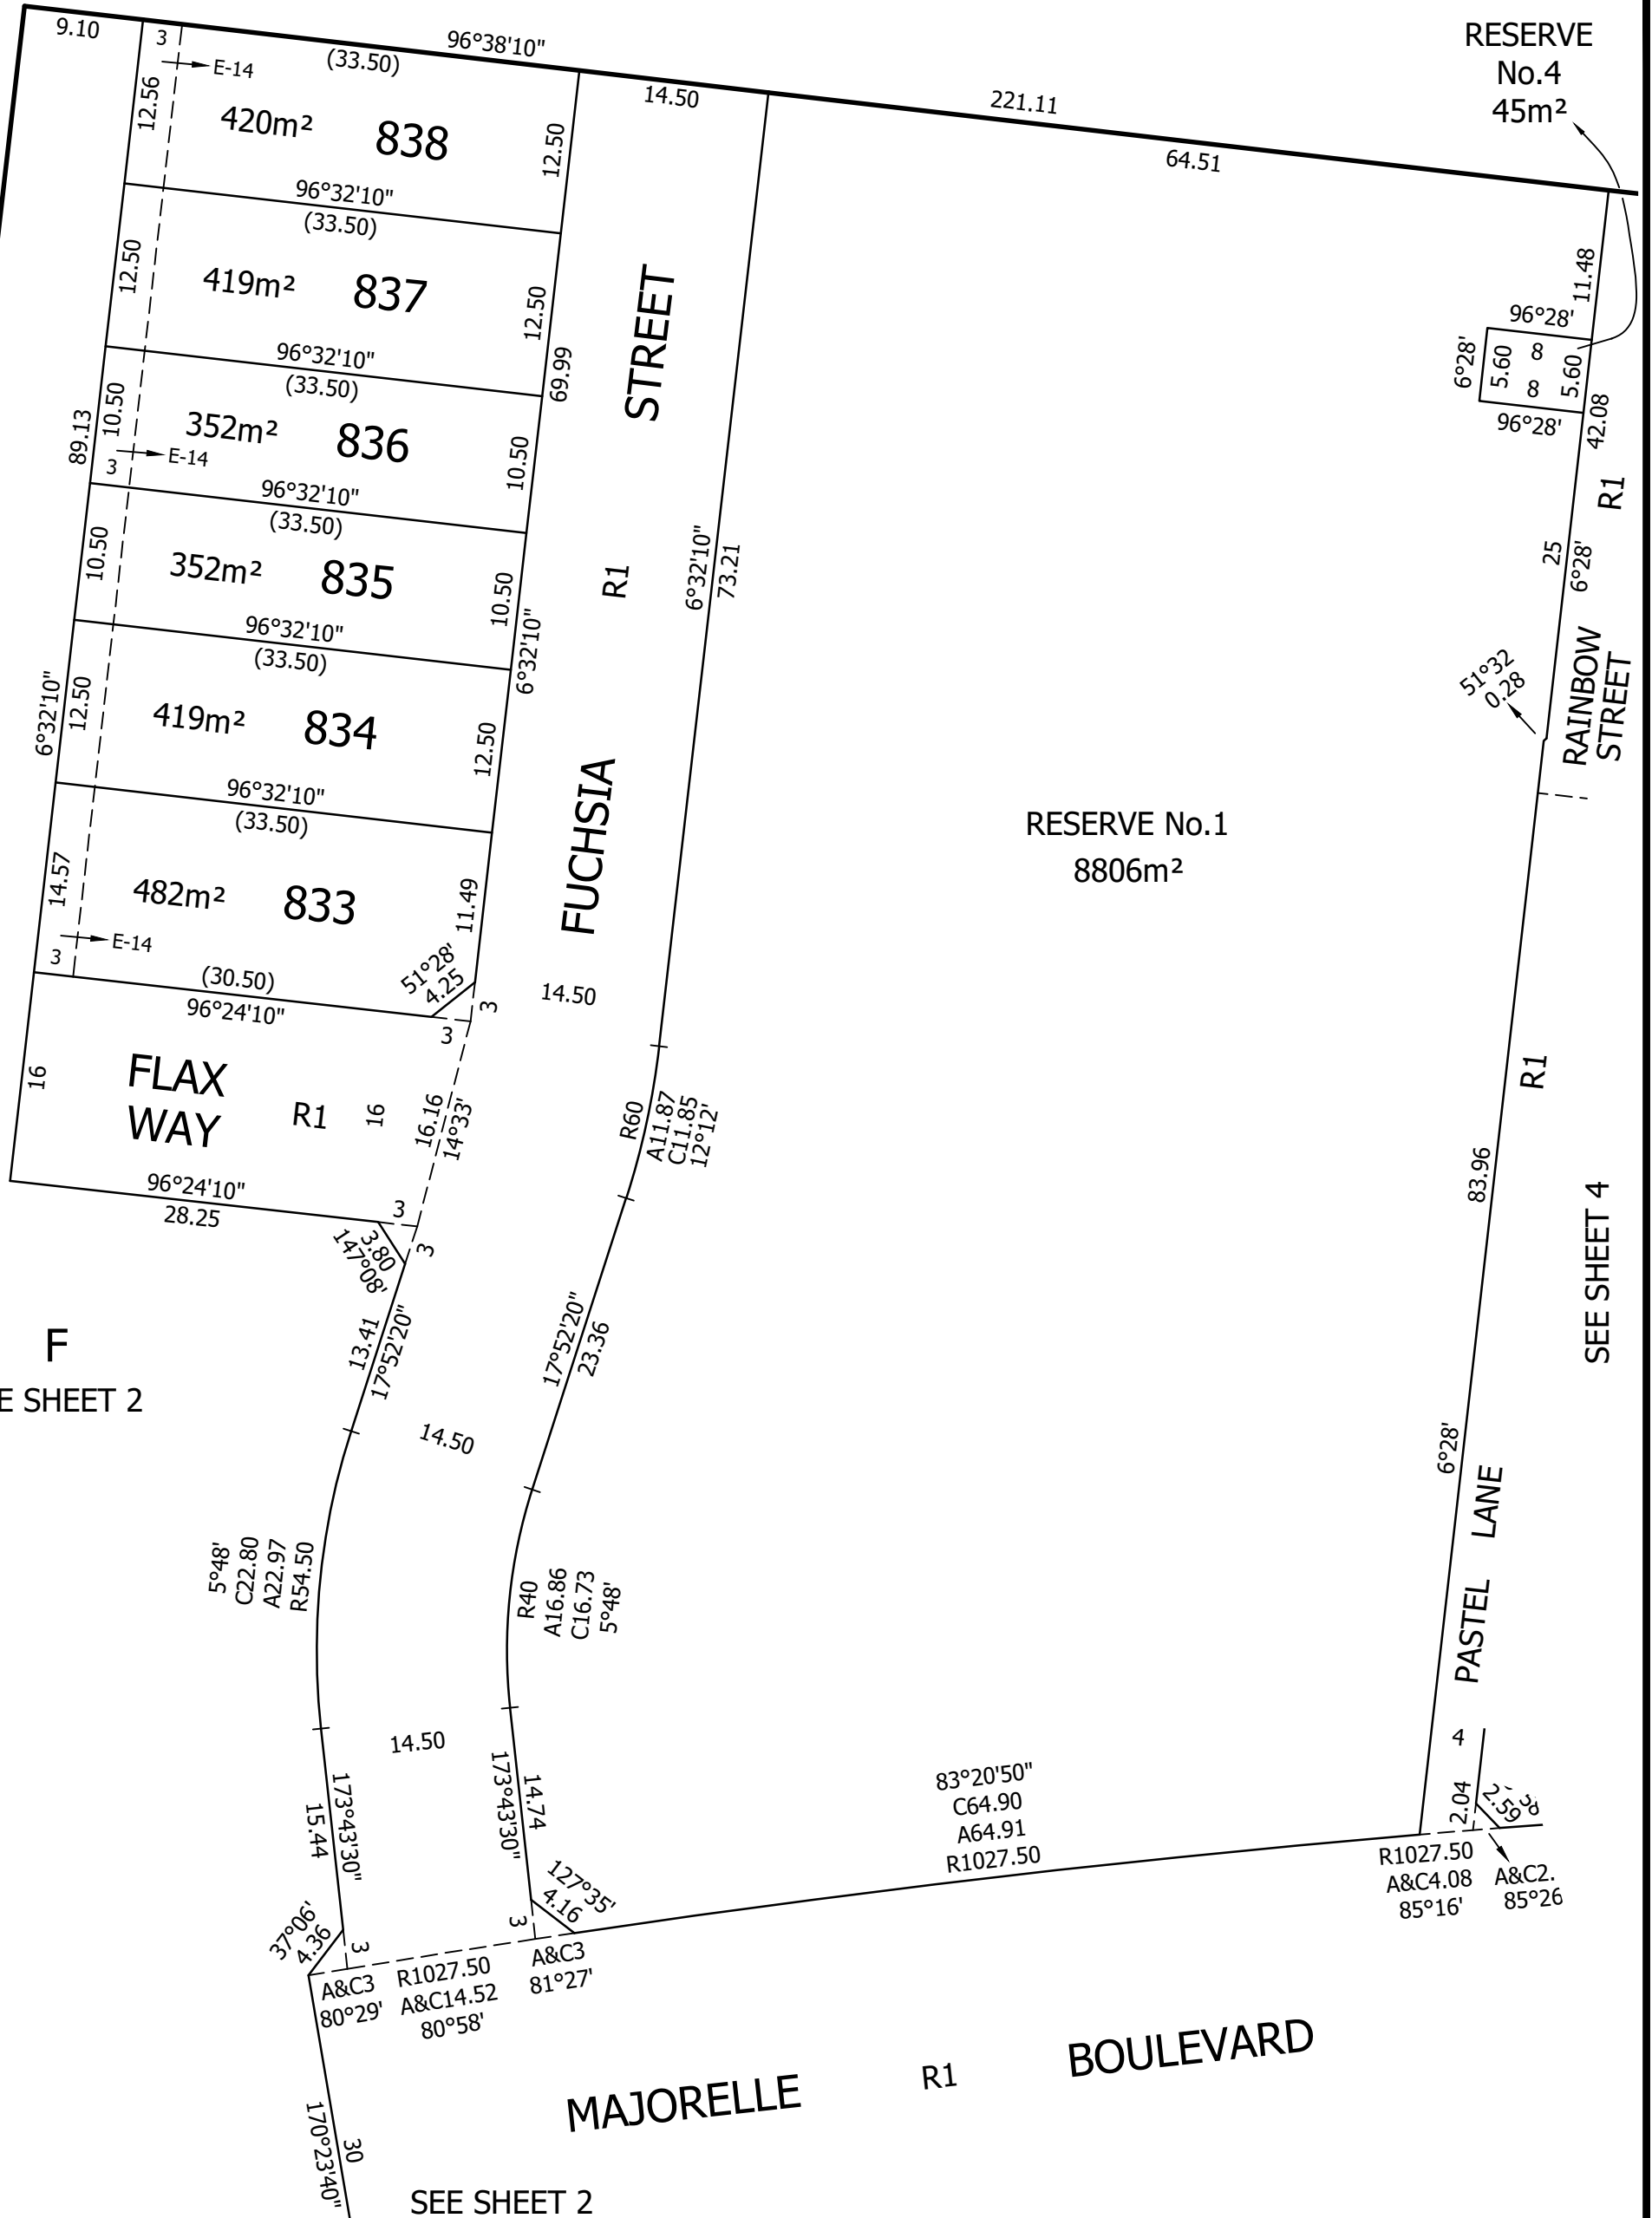 9.10
3
E-14
(33.50)
96°38'10"
14.50
221.11
64.51
RESERVE
No.4
45m²
12.56
420m²
838
12.50
96°32'10"
(33.50)
12.50
419m²
837
12.50
69.99
96°32'10"
(33.50)
89.13
10.50
352m²
836
10.50
3
E-14
96°32'10"
(33.50)
10.50
352m²
835
10.50
96°32'10"
(33.50)
6°32'10"
6°32'10"
12.50
419m²
834
12.50
96°32'10"
(33.50)
14.57
482m²
833
11.49
3
E-14
(30.50)
96°24'10"
51°28'
4.25
3
3
STREET
R1
FUCHSIA
6°32'10"
73.21
14.50
11.48
96°28'
6°28'
5.60
8
8
5.60
96°28'
42.08
R1
25
6°28'
51°32
0.28
RAINBOW
STREET
RESERVE No.1
8806m²
16
FLAX
WAY
R1
16
16.16
14°33'
R60
A11.87
C11.85
12°12'
R1
83.96
SEE SHEET 4
96°24'10"
28.25
3
3
3.80
147°08'
F
E SHEET 2
13.41
17°52'20"
17°52'20"
23.36
14.50
6°28'
PASTEL LANE
5°48'
C22.80
A22.97
R54.50
R40
A16.86
C16.73
5°48'
14.50
173°43'30"
15.44
14.74
173°43'30"
127°35'
4.16
3
37°06'
4.36
3
A&C3
80°29'
R1027.50
A&C14.52
80°58'
A&C3
81°27'
83°20'50"
C64.90
A64.91
R1027.50
4
2.04
2.59
R1027.50
A&C4.08
85°16'
A&C2.
85°26
MAJORELLE R1 BOULEVARD
170°23'40"
30
SEE SHEET 2